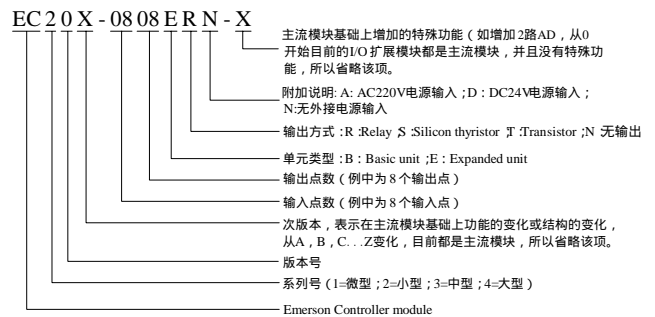 EC20X-0808ERN-X
主流模块基础上增加的特殊功能（如增加2路AD，从0
开始目前的I/O扩展模块都是主流模块，并且没有特殊功
能，所以省略该项。
附加说明: A: AC220V电源输入；D：DC24V电源输入；
N:无外接电源输入
输出方式：R :Relay ;S :Silicon thyristor ;T :Transistor ;N :无输出
单元类型：B：Basic unit ; E：Expanded unit
输出点数（例中为8个输出点）
输入点数（例中为8个输入点）
次版本，表示在主流模块基础上功能的变化或结构的变化，
从A，B，C. . .Z变化，目前都是主流模块，所以省略该项。
版本号
系列号（1=微型；2=小型；3=中型；4=大型）
Emerson Controller module